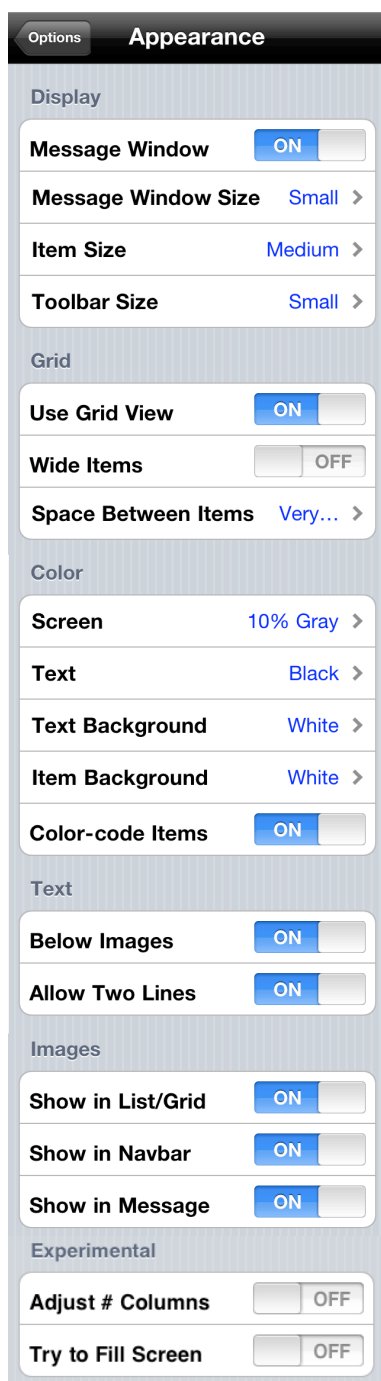 Options Appearance
Display
Message Window ON
Message Window Size Small
Item Size Medium
Toolbar Size Small
Grid
Use Grid View ON
Wide Items OFF
Space Between Items Very...
Color
Screen 10% Gray
Text Black
Text Background White
Item Background White
Color-code Items ON
Text
Below Images ON
Allow Two Lines ON
Images
Show in List/Grid ON
Show in Navbar ON
Show in Message ON
Experimental
Adjust # Columns OFF
Try to Fill Screen OFF